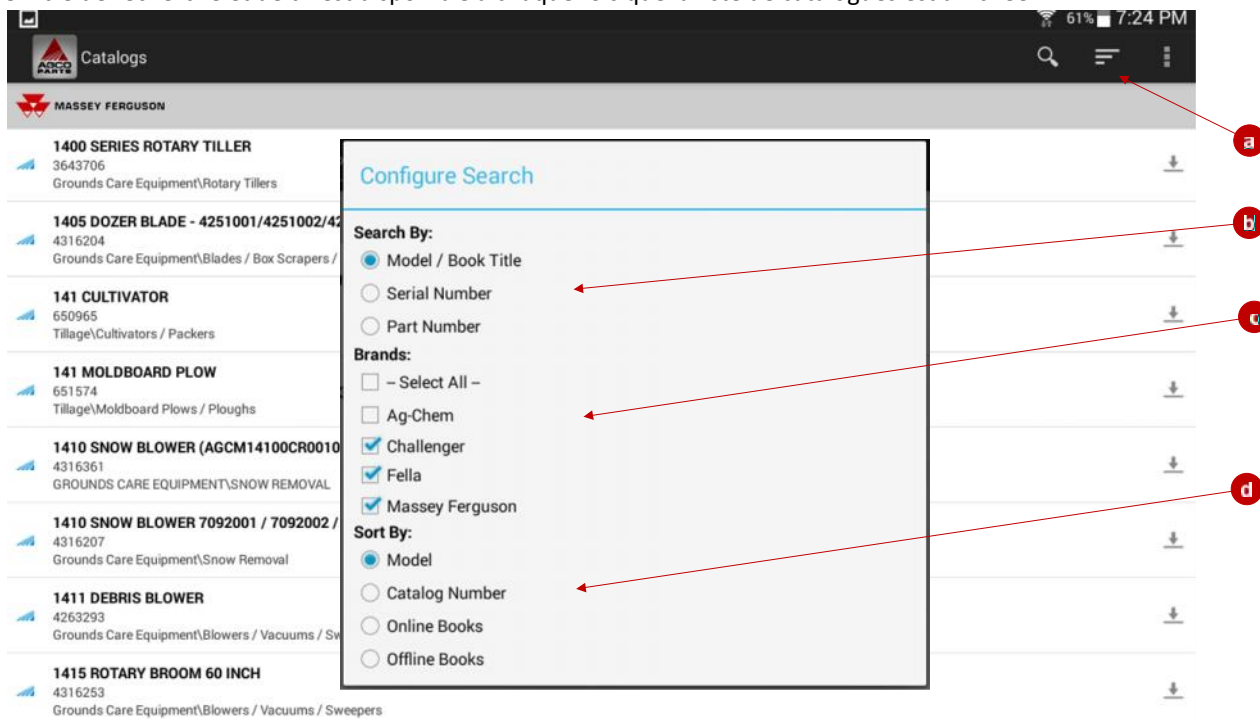 61% 7:24 PM
AGCO PARTS
Catalogs
MASSEY FERGUSON
a
1400 SERIES ROTARY TILLER
3643706
Grounds Care Equipment\Rotary Tillers
1405 DOZER BLADE - 4251001/4251002/42
4316204
Grounds Care Equipment\Blades / Box Scrapers /
141 CULTIVATOR
650965
Tillage\Cultivators / Packers
141 MOLDBOARD PLOW
651574
Tillage\Moldboard Plows / Ploughs
1410 SNOW BLOWER (AGCM14100CR0010
4316361
GROUNDS CARE EQUIPMENT\SNOW REMOVAL
1410 SNOW BLOWER 7092001 / 7092002 /
4316207
Grounds Care Equipment\Snow Removal
1411 DEBRIS BLOWER
4263293
Grounds Care Equipment\Blowers / Vacuums / Sw
1415 ROTARY BROOM 60 INCH
4316253
Grounds Care Equipment\Blowers / Vacuums / Sweepers
Configure Search
Search By:
Model / Book Title
Serial Number
Part Number
Brands:
– Select All –
Ag-Chem
Challenger
Fella
Massey Ferguson
Sort By:
Model
Catalog Number
Online Books
Offline Books
b
c
d